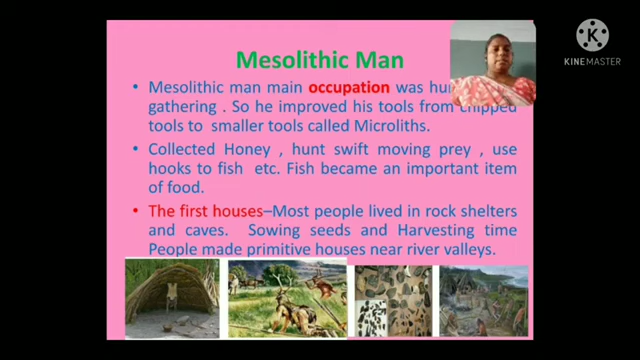 Mesolithic Man
• Mesolithic man main occupation was
gathering . So he improved his tools from chipped
tools to smaller tools called Microliths.
• Collected Honey , hunt swift moving prey , use
hooks to fish etc. Fish became an important item
of food.
• The first houses–Most people lived in rock shelters
and caves. Sowing seeds and Harvesting time
People made primitive houses near river valleys.
KINEMASTER